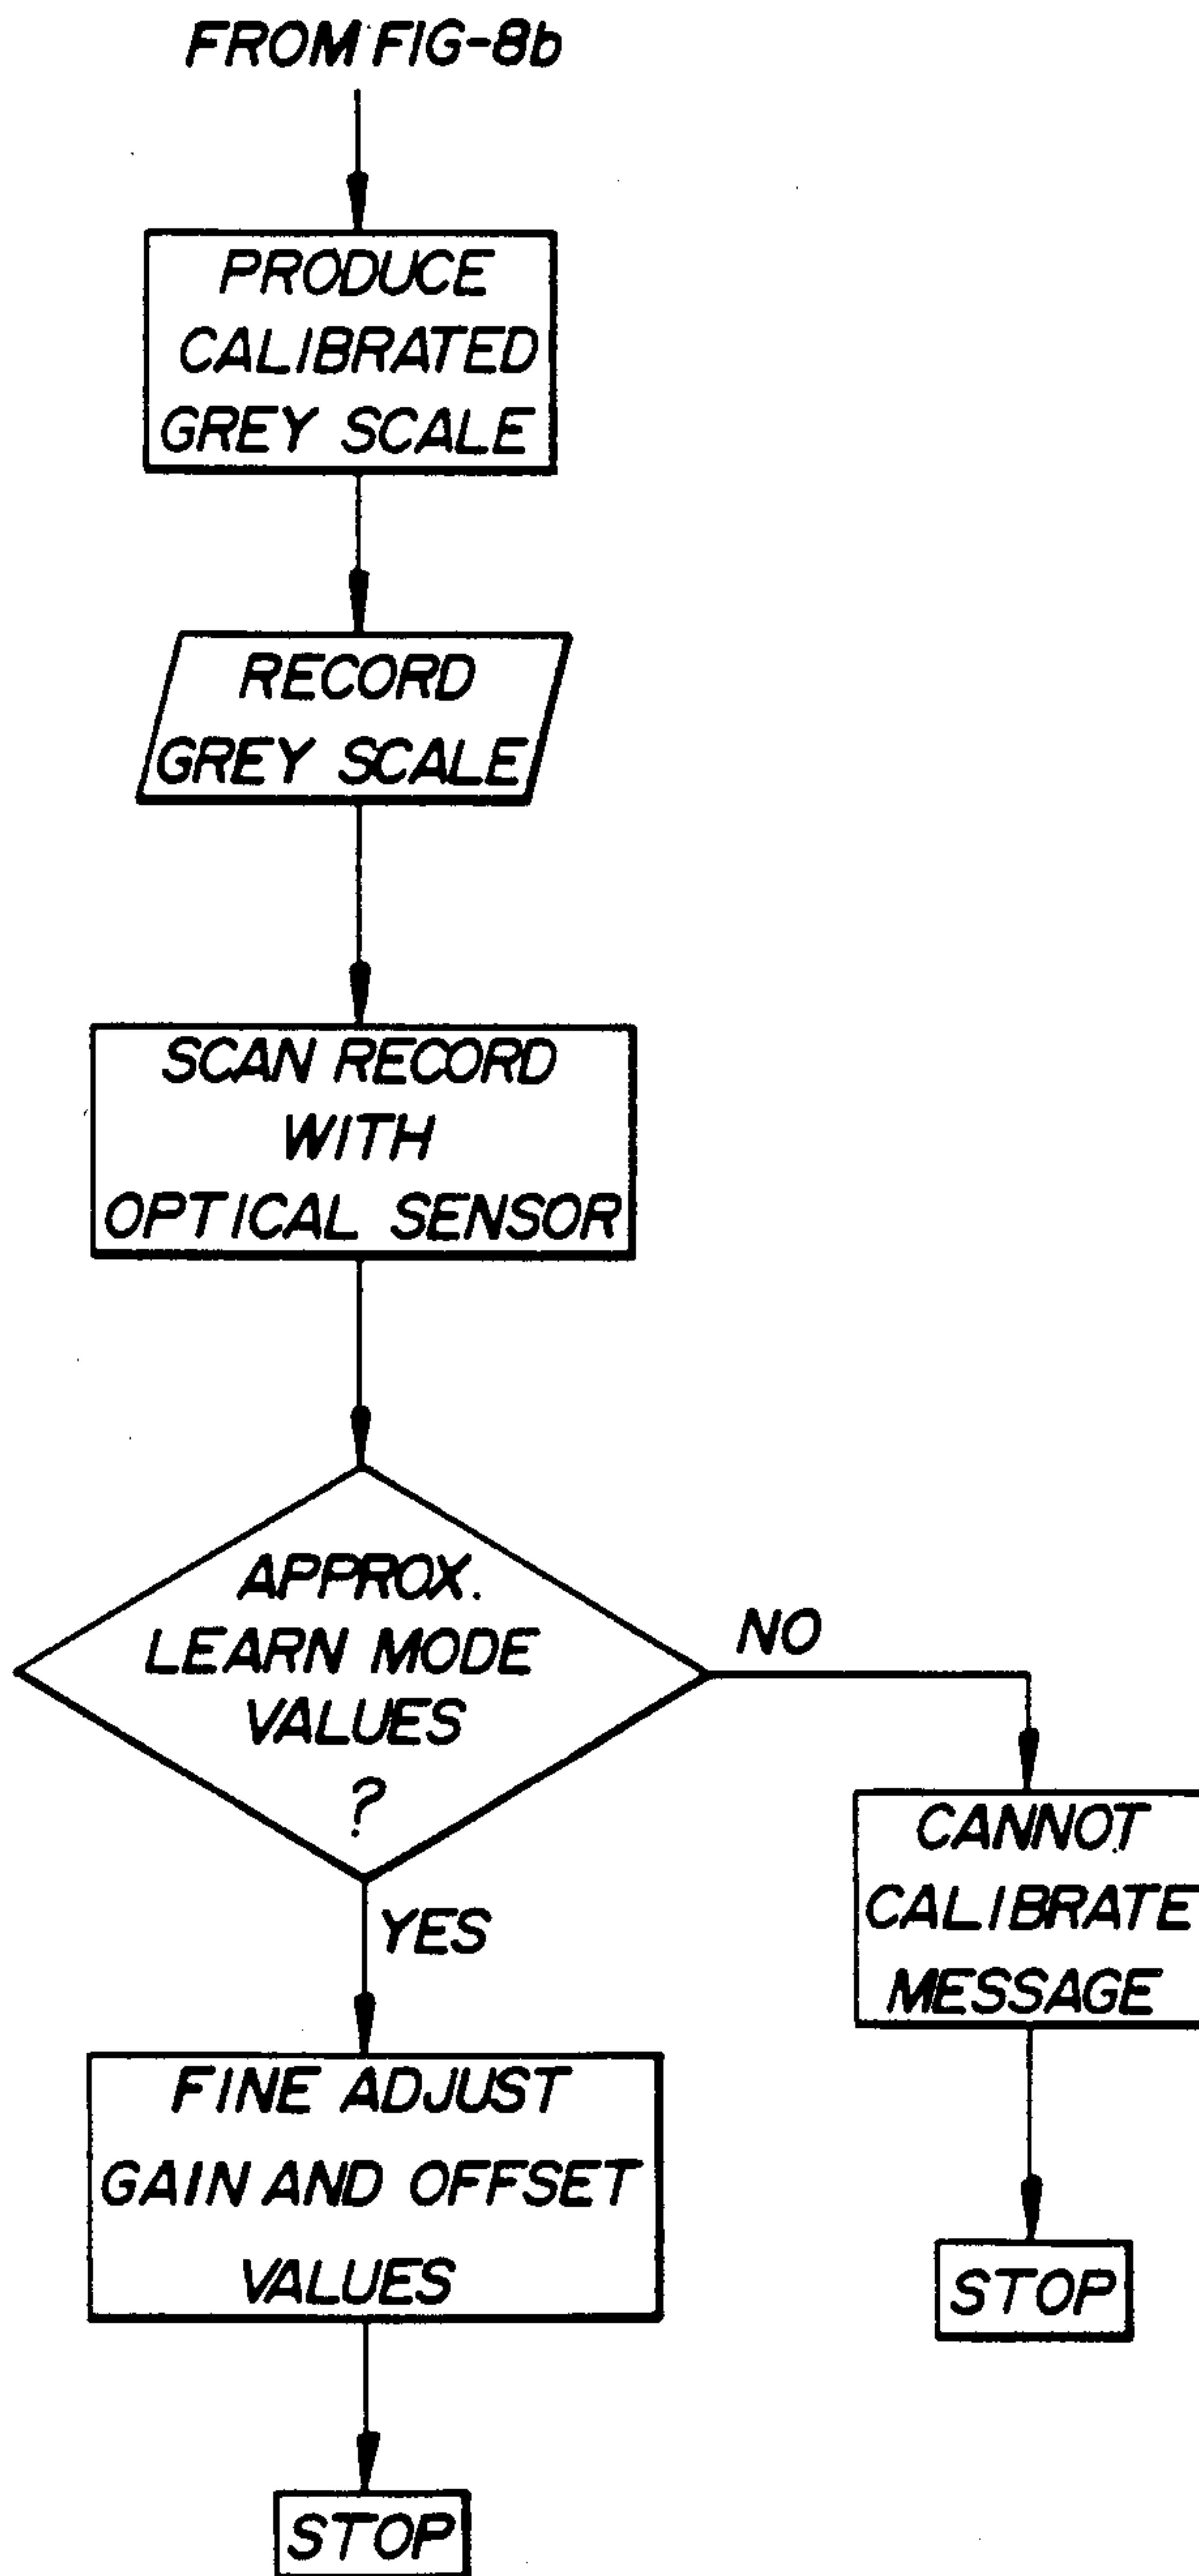 FROM FIG-8b
PRODUCE
CALIBRATED
GREY SCALE
RECORD
GREY SCALE
SCAN RECORD
WITH
OPTICAL SENSOR
APPROX.
LEARN MODE
VALUES
?
NO
CANNOT
CALIBRATE
MESSAGE
STOP
YES
FINE ADJUST
GAIN AND OFFSET
VALUES
STOP